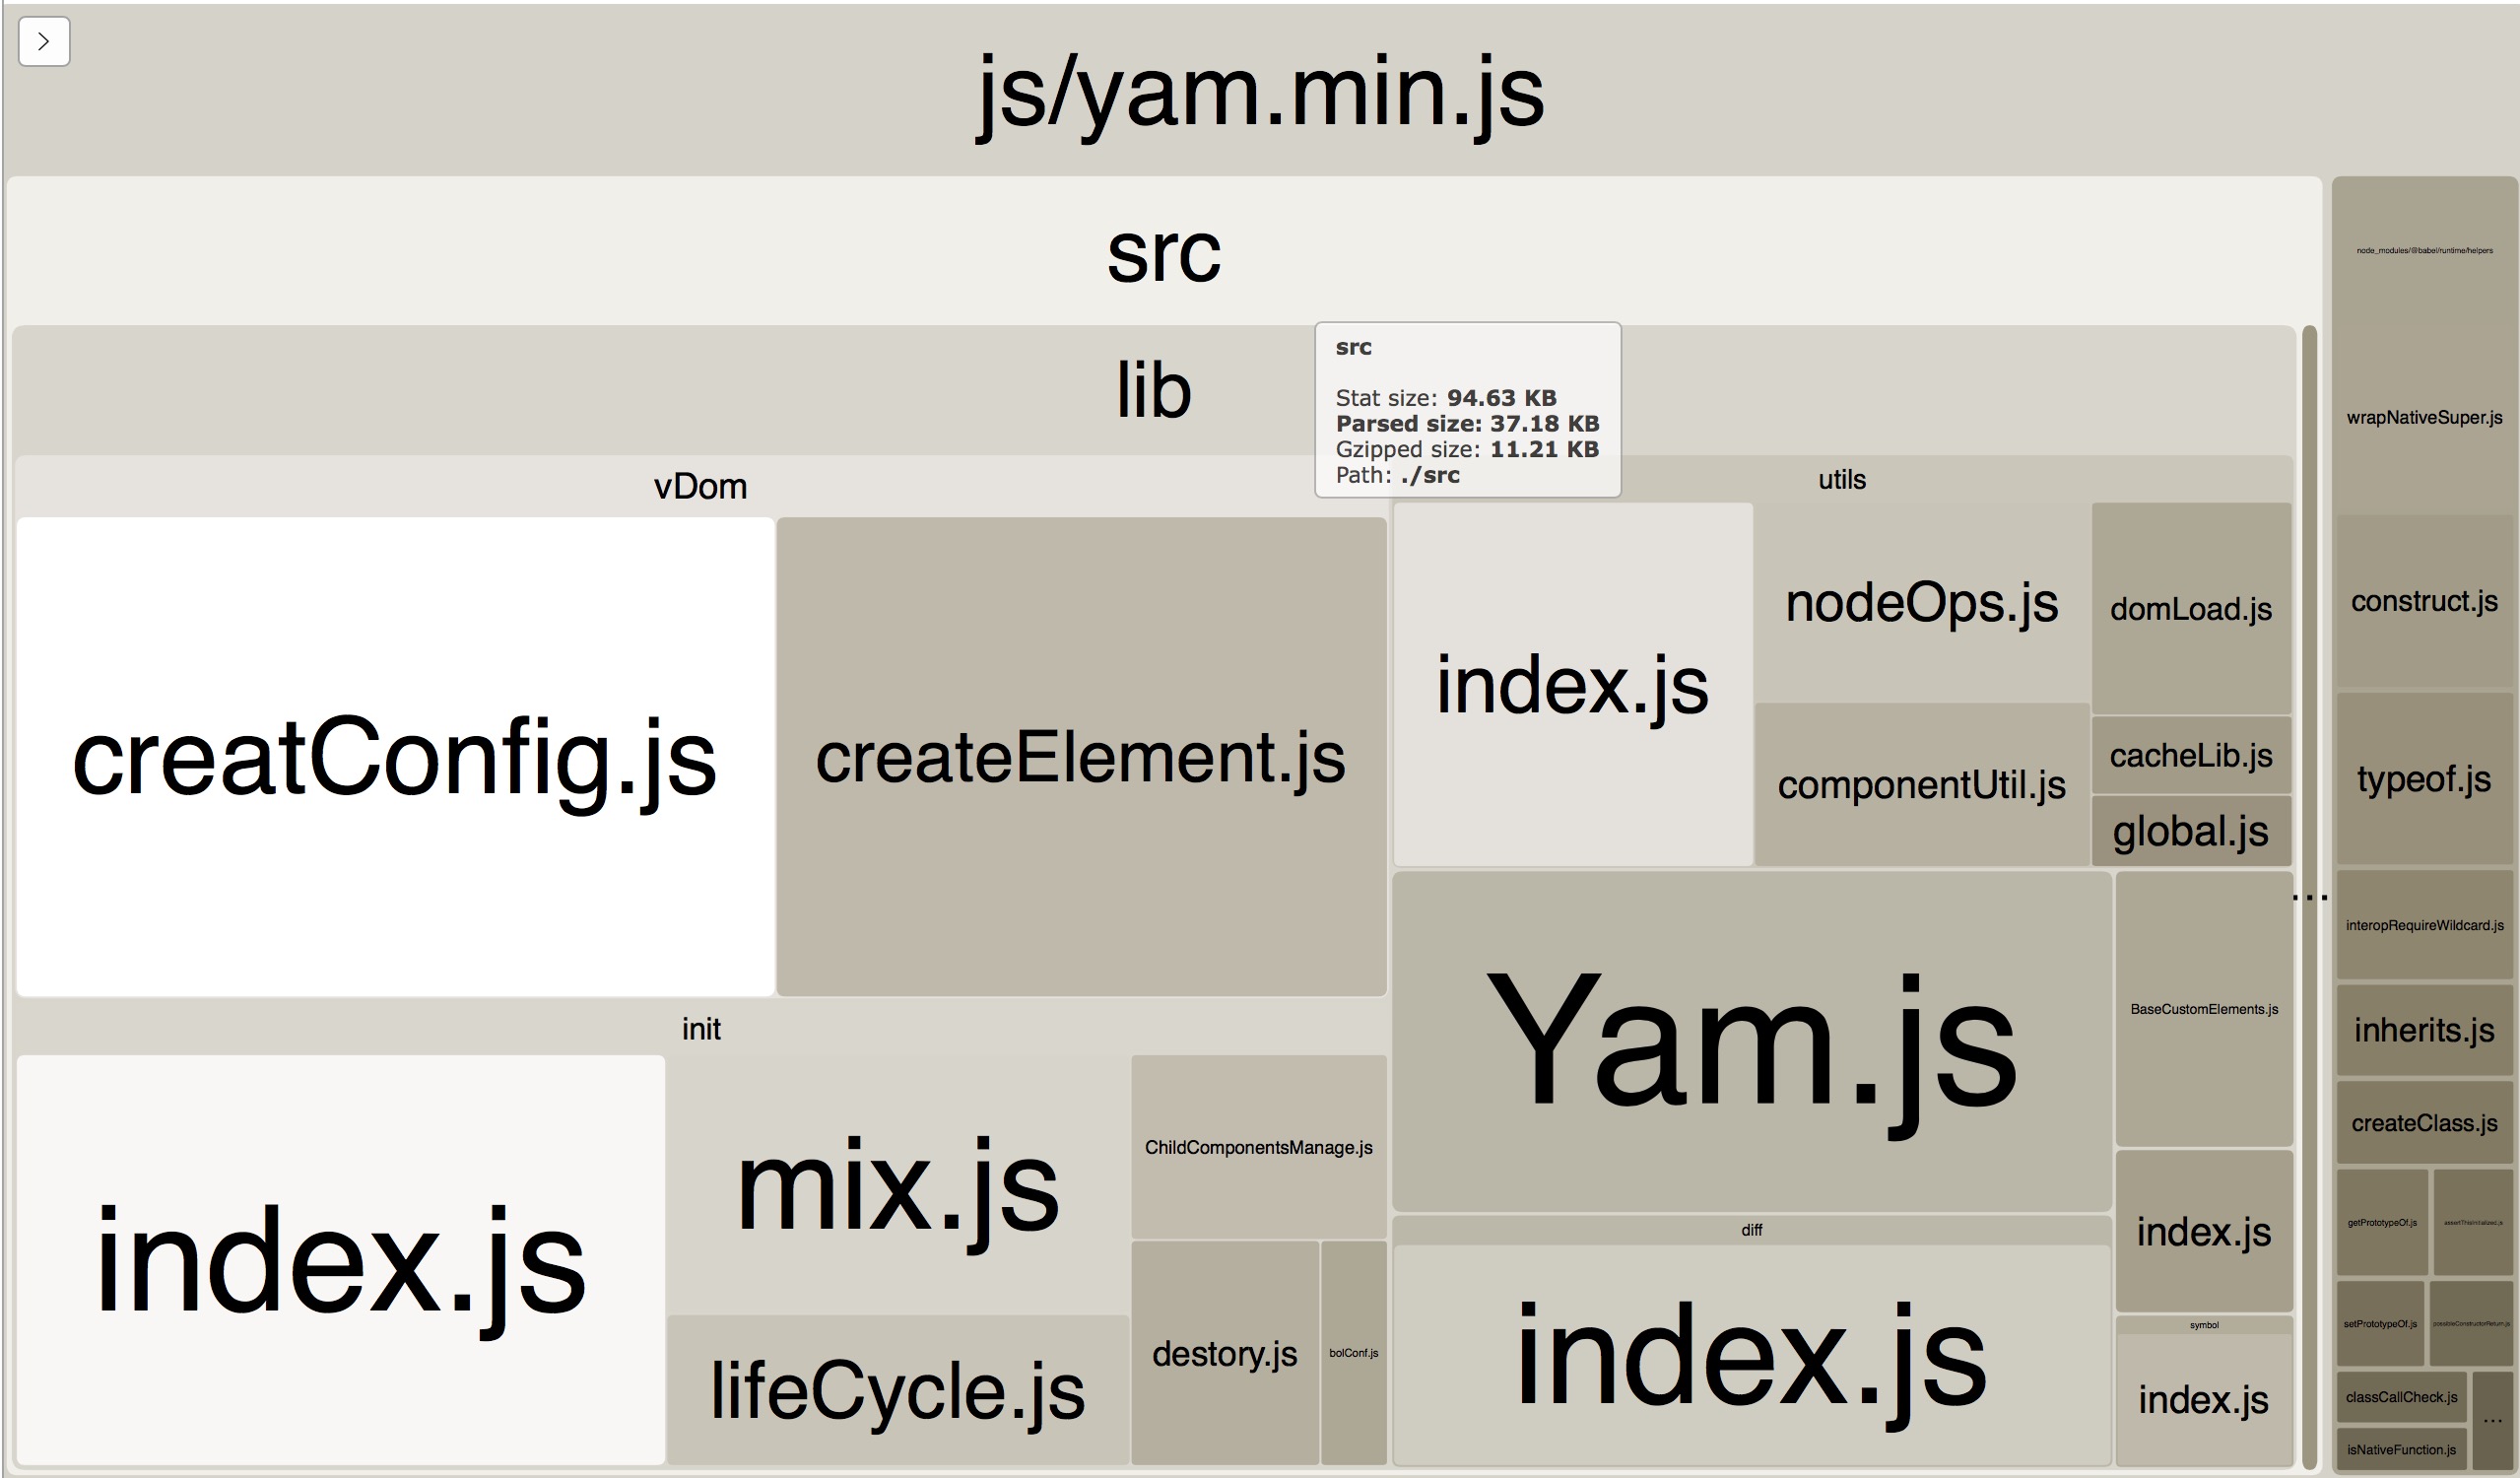 >
js/yam.min.js
src
lib
src
Stat size: 94.63 KB
Parsed size: 37.18 KB
Gzipped size: 11.21 KB
Path: ./src
vDom
creatConfig.js
createElement.js
utils
index.js
nodeOps.js
domLoad.js
componentUtil.js
cacheLib.js
global.js
init
index.js
mix.js
lifeCycle.js
ChildComponentsManage.js
destory.js
bolConf.js
Yam.js
BaseCustomElements.js
diff
index.js
index.js
symbol
index.js
...
node_modules/@babel/runtime/helpers
wrapNativeSuper.js
construct.js
typeof.js
interopRequireWildcard.js
inherits.js
createClass.js
getPrototypeOf.js
assertThisInitialized.js
setPrototypeOf.js
possibleConstructorReturn.js
classCallCheck.js
...
isNativeFunction.js